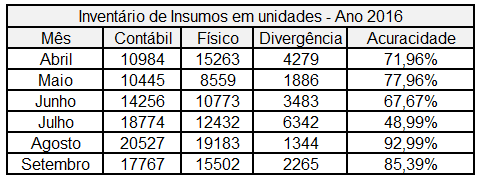 Inventário de Insumos em unidades - Ano 2016
Mês Contábil Físico Divergência Acuracidade
Abril 10984 15263 4279 71,96%
Maio 10445 8559 1886 77,96%
Junho 14256 10773 3483 67,67%
Julho 18774 12432 6342 48,99%
Agosto 20527 19183 1344 92,99%
Setembro 17767 15502 2265 85,39%